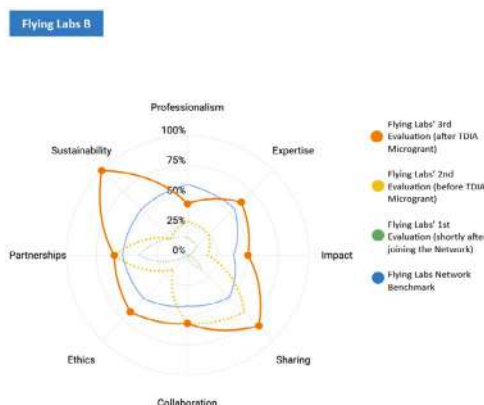 Flying Labs B
Professionalism
100%
Sustainability
75%
Expertise
50%
25%
Partnerships
0%
Impact
Ethics
Sharing
Collaboration
Flying Labs' 3rd
Evaluation (after TDIA
Microgrant)
Flying Labs' 2nd
Evaluation (before TDIA
Microgrant)
Flying Labs' 1st
Evaluation (shortly after
joining the Network)
Flying Labs Network
Benchmark